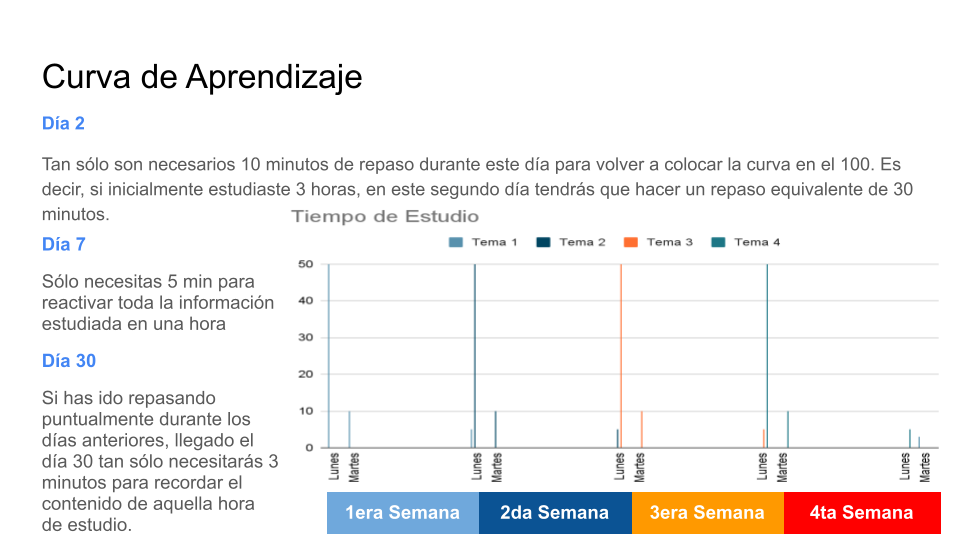 Curva de Aprendizaje
Día 2
Tan sólo son necesarios 10 minutos de repaso durante este día para volver a colocar la curva en el 100. Es
decir, si inicialmente estudiaste 3 horas, en este segundo día tendrás que hacer un repaso equivalente de 30
minutos.
Día 7
Sólo necesitas 5 min para
reactivar toda la información
estudiada en una hora
Día 30
Si has ido repasando
puntualmente durante los
días anteriores, llegado el
día 30 tan sólo necesitarás 3
minutos para recordar el
contenido de aquella hora
de estudio.
Tiempo de Estudio
Tema 1 Tema 2 Tema 3 Tema 4
50
40
30
20
10
0
Lunes Martes Lunes Martes Lunes Martes Lunes Martes Lunes Martes
1era Semana 2da Semana 3era Semana 4ta Semana